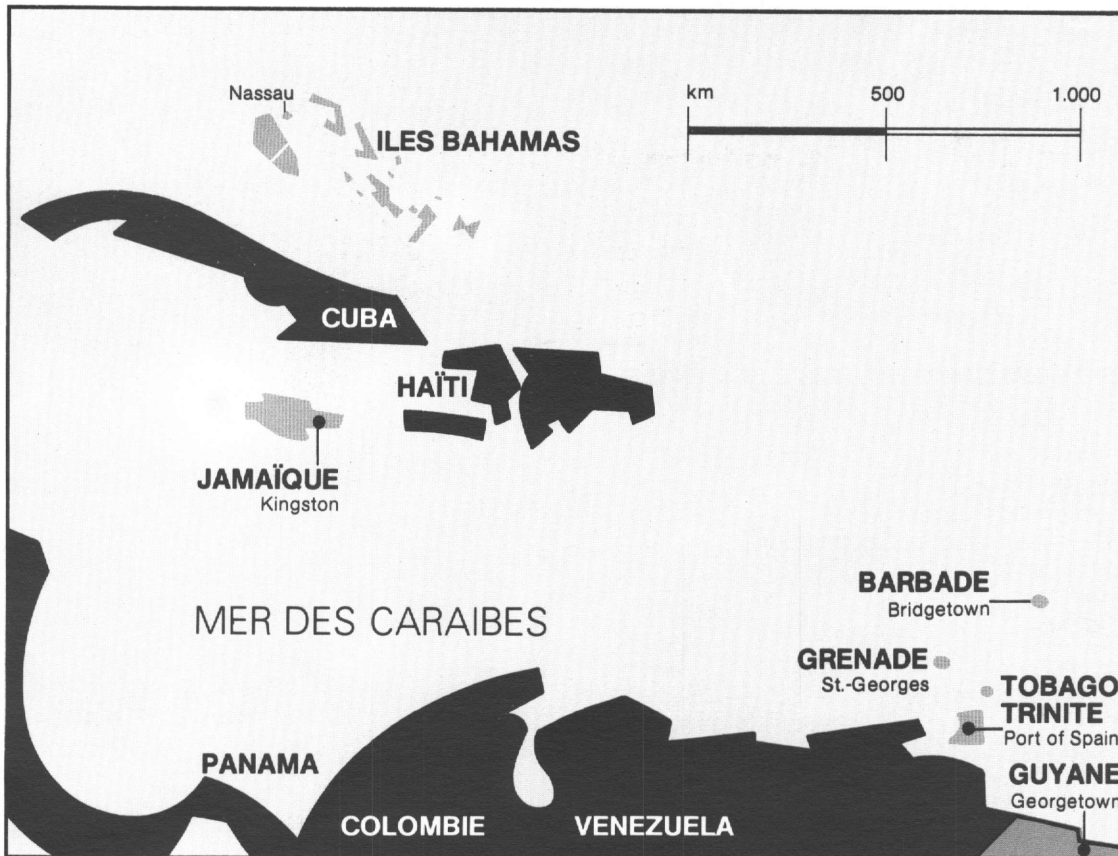 Nassau
km 500 1.000
ILES BAHAMAS
CUBA
HAÏTI
JAMAÏQUE
Kingston
BARBADE
Bridgetown
MER DES CARAIBES
GRENADE
St.-Georges
TOBAGO
TRINITE
Port of Spain
PANAMA
GUYANE
Georgetown
COLOMBIE
VENEZUELA